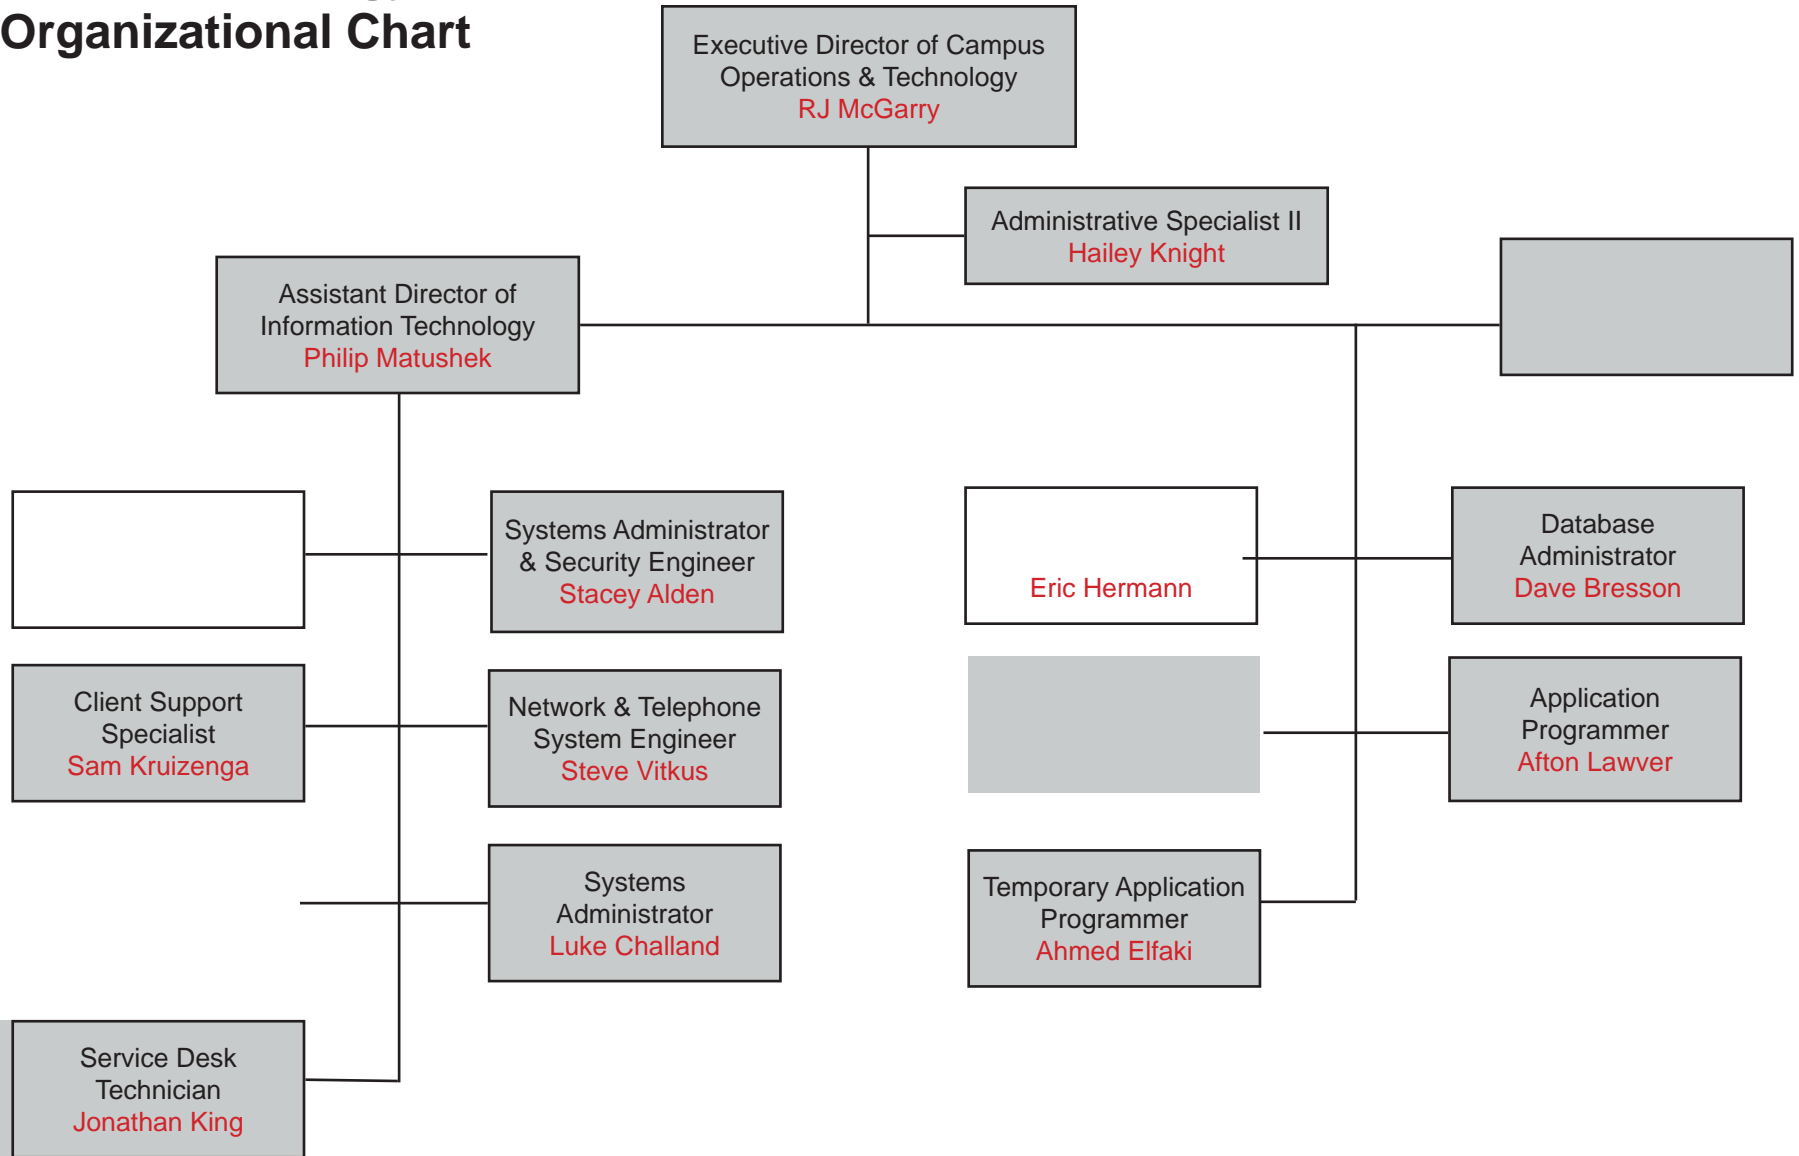 Organizational Chart
Executive Director of Campus
Operations & Technology
RJ McGarry
Administrative Specialist II
Hailey Knight
Assistant Director of
Information Technology
Philip Matushek
Systems Administrator
& Security Engineer
Stacey Alden
Eric Hermann
Database
Administrator
Dave Bresson
Client Support
Specialist
Sam Kruizenga
Network & Telephone
System Engineer
Steve Vitkus
Application
Programmer
Afton Lawver
Systems
Administrator
Luke Challand
Temporary Application
Programmer
Ahmed Elfaki
Service Desk
Technician
Jonathan King